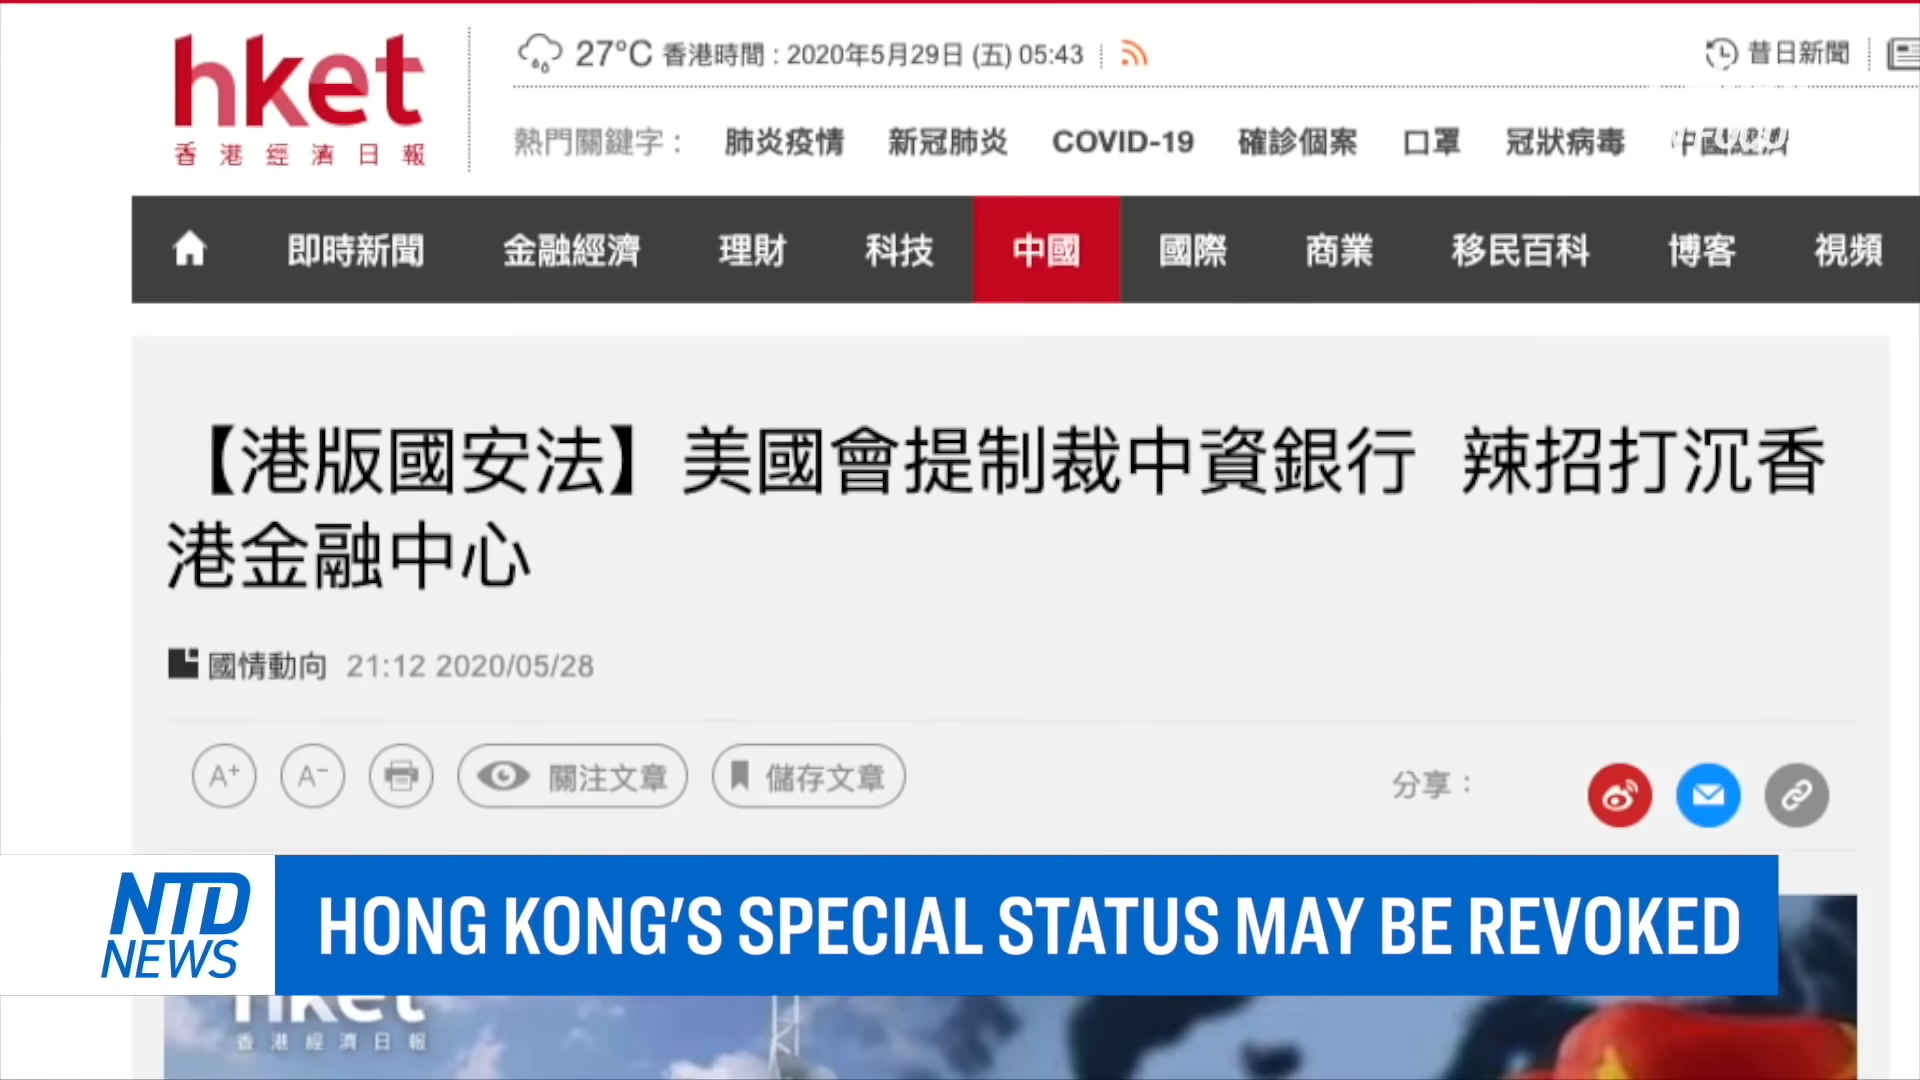 hket
香港經濟日報
27°C 香港時間 : 2020年5月29日 (五) 05:43
昔日新聞
熱門關鍵字 : 肺炎疫情 新冠肺炎 COVID-19 確診個案 口罩 冠狀病毒
即時新聞 金融經濟 理財 科技 中國 國際 商業 移民百科 博客 視頻
【港版國安法】美國會提制裁中資銀行 辣招打沉香
港金融中心
國情動向 21:12 2020/05/28
A+ A- 關注文章 儲存文章 分享 :
NTD
NEWS
HONG KONG'S SPECIAL STATUS MAY BE REVOKED
hket
香港經濟日報